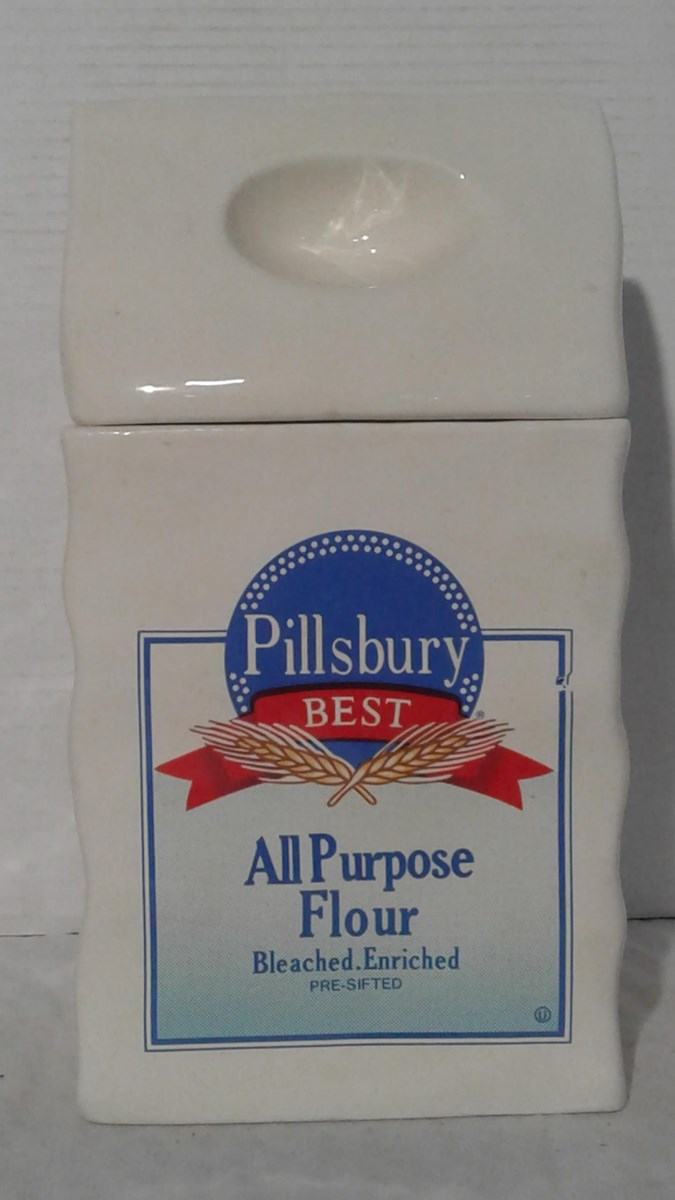 Pillsbury
BEST ®
All Purpose
Flour
Bleached.Enriched
PRE-SIFTED
Ⓤ